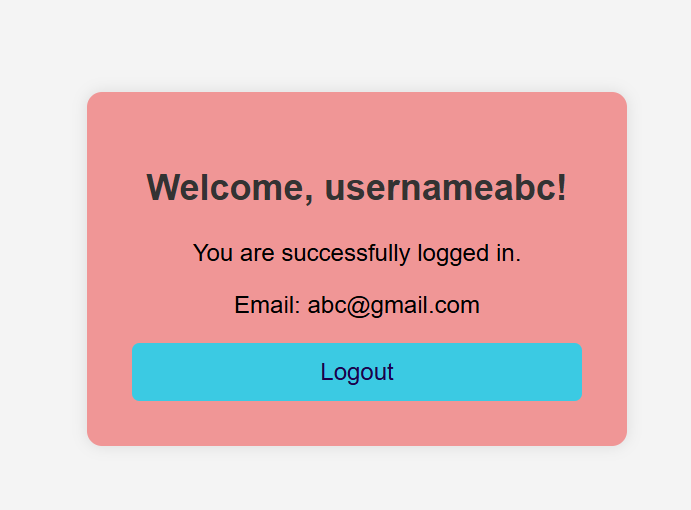 Welcome, usernameabc!
You are successfully logged in.
Email: abc@gmail.com
Logout